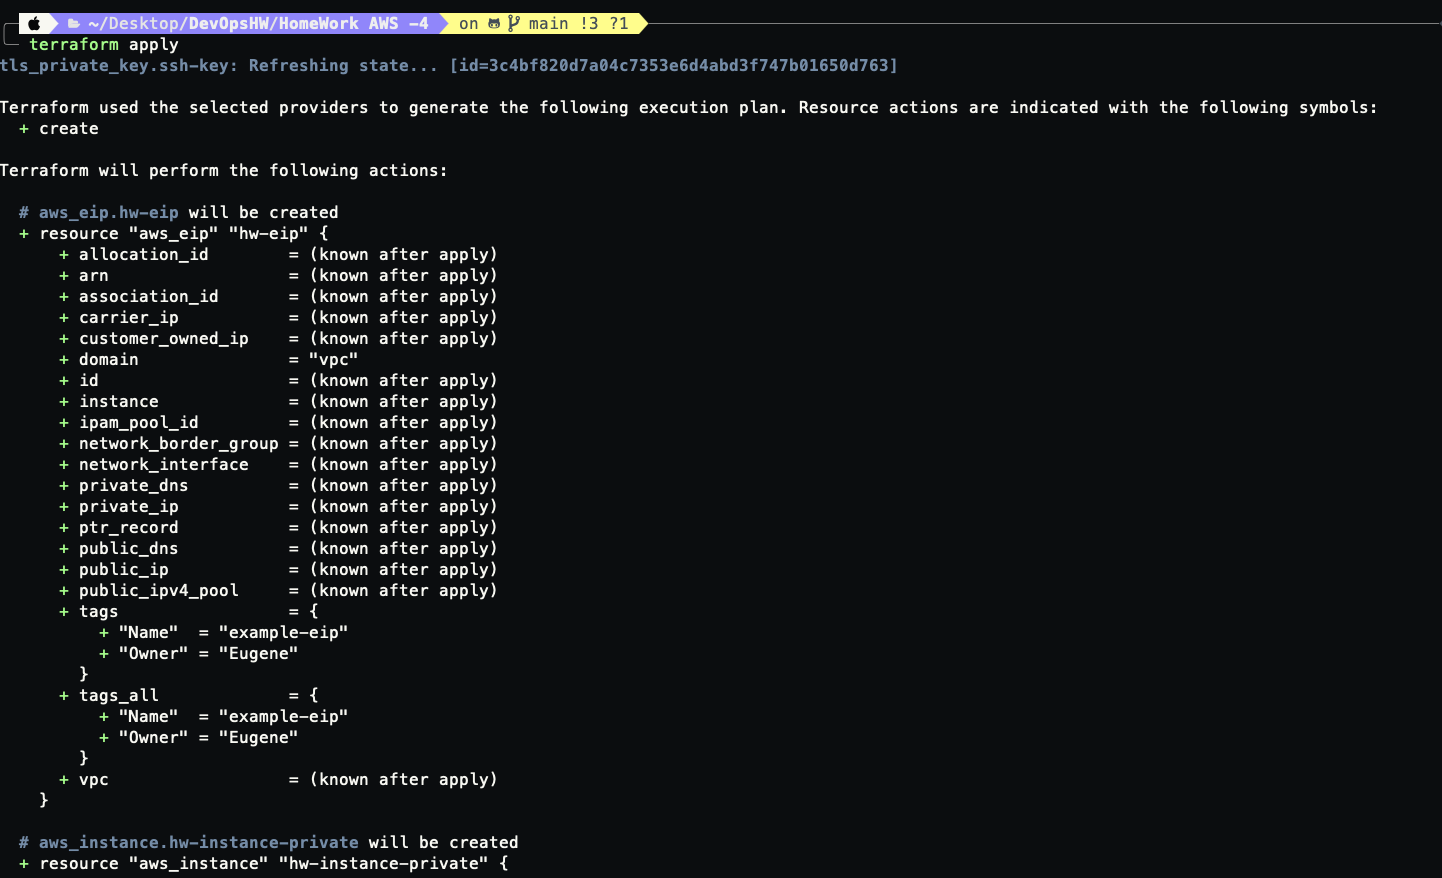 ~/Desktop/DevOpsHW/HomeWork AWS -4 on main !3 ?1
terraform apply
tls_private_key.ssh-key: Refreshing state... [id=3c4bf820d7a04c7353e6d4abd3f747b01650d763]
Terraform used the selected providers to generate the following execution plan. Resource actions are indicated with the following symbols:
+ create
Terraform will perform the following actions:
# aws_eip.hw-eip will be created
+ resource "aws_eip" "hw-eip" {
+ allocation_id = (known after apply)
+ arn = (known after apply)
+ association_id = (known after apply)
+ carrier_ip = (known after apply)
+ customer_owned_ip = (known after apply)
+ domain = "vpc"
+ id = (known after apply)
+ instance = (known after apply)
+ ipam_pool_id = (known after apply)
+ network_border_group = (known after apply)
+ network_interface = (known after apply)
+ private_dns = (known after apply)
+ private_ip = (known after apply)
+ ptr_record = (known after apply)
+ public_dns = (known after apply)
+ public_ip = (known after apply)
+ public_ipv4_pool = (known after apply)
+ tags = {
+ "Name" = "example-eip"
+ "Owner" = "Eugene"
}
+ tags_all = {
+ "Name" = "example-eip"
+ "Owner" = "Eugene"
}
+ vpc = (known after apply)
}
# aws_instance.hw-instance-private will be created
+ resource "aws_instance" "hw-instance-private" {